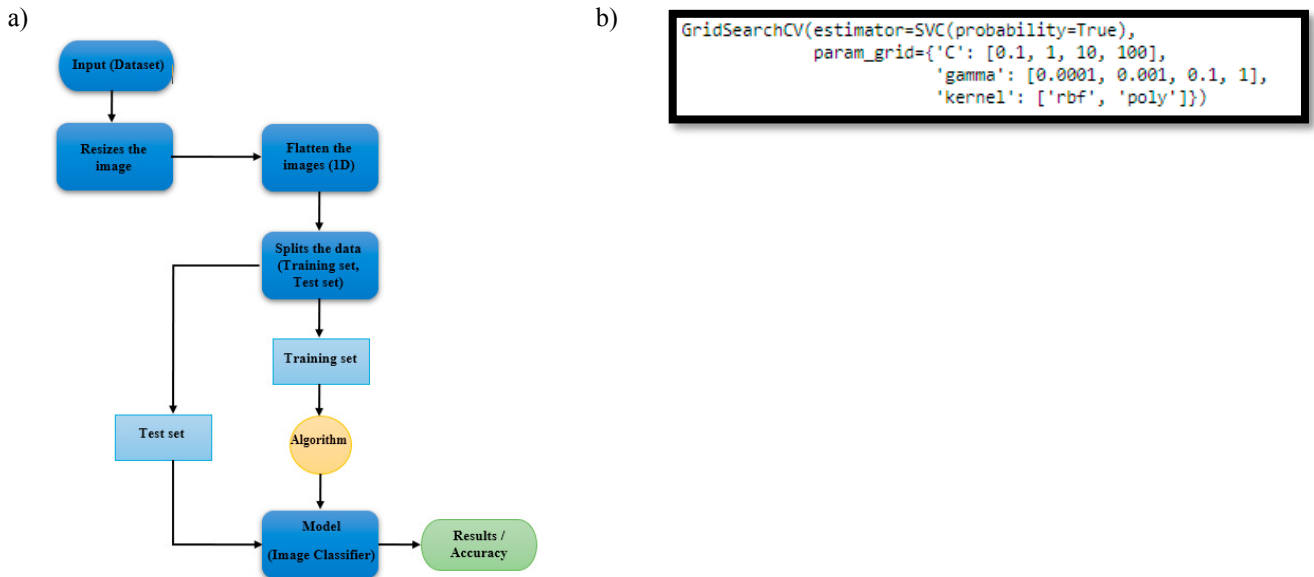 a)
b)
Input (Dataset)
Resizes the
image
Flatten the
images (1D)
Splits the data
(Training set,
Test set)
Training set
Test set
Algorithm
Model
(Image Classifier)
Results /
Accuracy
GridSearchCV(estimator=SVC(probability=True),
param_grid={'C': [0.1, 1, 10, 100],
'gamma': [0.0001, 0.001, 0.1, 1],
'kernel': ['rbf', 'poly']})